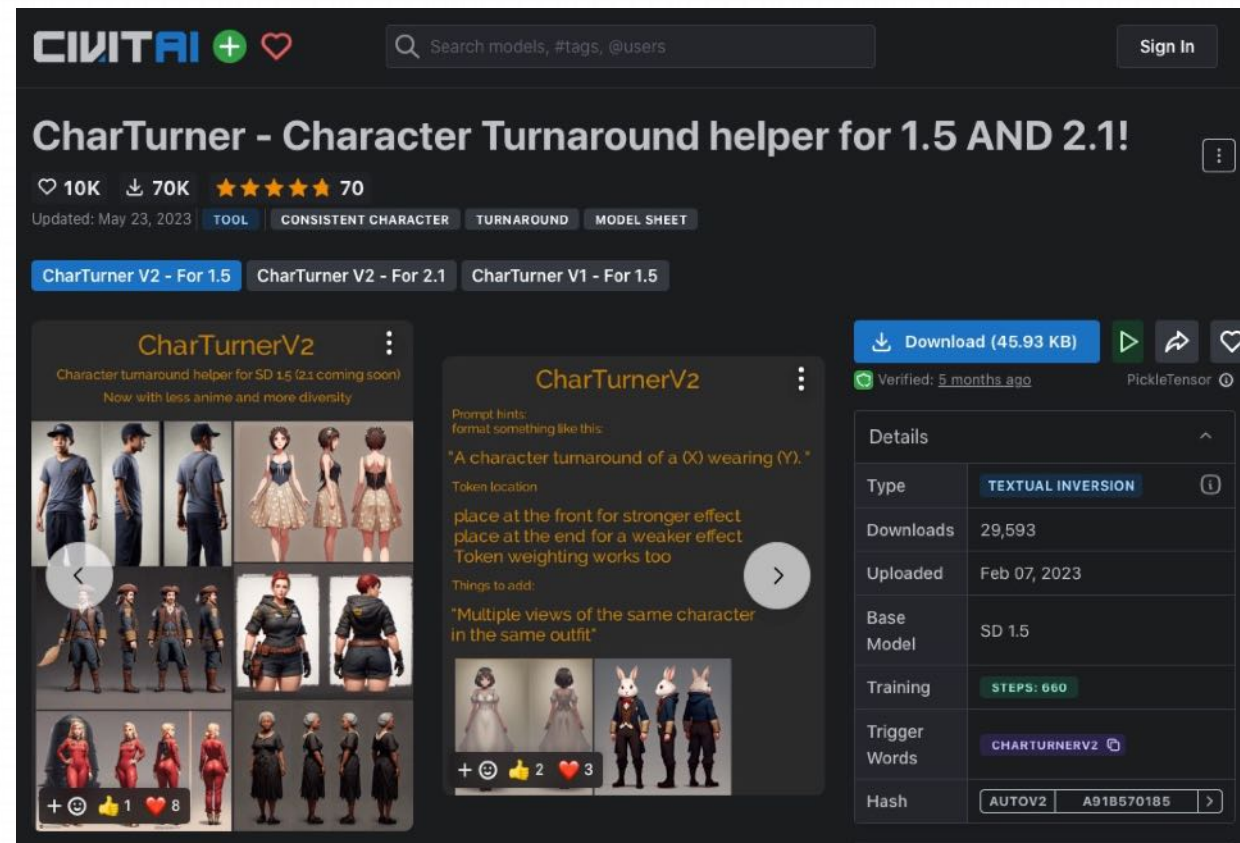 CIVITAI
Search models, #tags, @users
Sign In
CharTurner - Character Turnaround helper for 1.5 AND 2.1!
10K 70K 70
Updated: May 23, 2023 TOOL CONSISTENT CHARACTER TURNAROUND MODEL SHEET
CharTurner V2 - For 1.5 CharTurner V2 - For 2.1 CharTurner V1 - For 1.5
CharTurnerV2
Character turnaround helper for SD 1.5 (2.1 coming soon)
Now with less anime and more diversity
+ 1 8
CharTurnerV2
Prompt hints:
format something like this:
"A character turnaround of a (X) wearing (Y). "
Token location
place at the front for stronger effect
place at the end for a weaker effect
Token weighting works too
Things to add:
"Multiple views of the same character
in the same outfit"
+ 2 3
Download (45.93 KB)
Verified: 5 months ago PickleTensor
Details
Type TEXTUAL INVERSION
Downloads 29,593
Uploaded Feb 07, 2023
Base
Model SD 1.5
Training STEPS: 660
Trigger
Words CHARTURNERV2
Hash AUTOV2 A91B570185